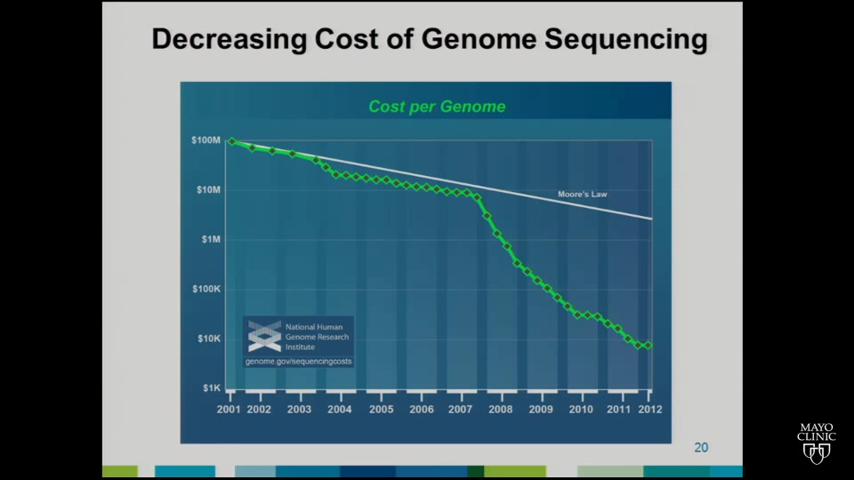 Decreasing Cost of Genome Sequencing
Cost per Genome
$100M
$10M
$1M
$100K
$10K
$1K
Moore's Law
National Human
Genome Research
Institute
genome.gov/sequencingcosts
2001 2002 2003 2004 2005 2006 2007 2008 2009 2010 2011 2012
20
MAYO
CLINIC